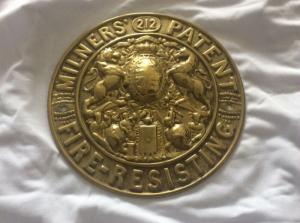 MILNERS' 212 PATENT
FIRE-RESISTING